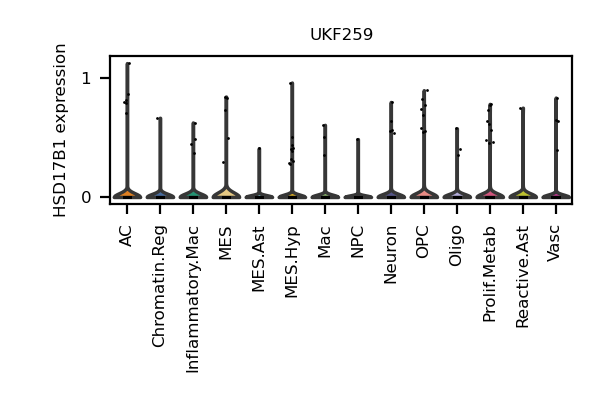 UKF259
HSD17B1 expression
1
0
AC
Chromatin.Reg
Inflammatory.Mac
MES
MES.Ast
MES.Hyp
Mac
NPC
Neuron
OPC
Oligo
Prolif.Metab
Reactive.Ast
Vasc